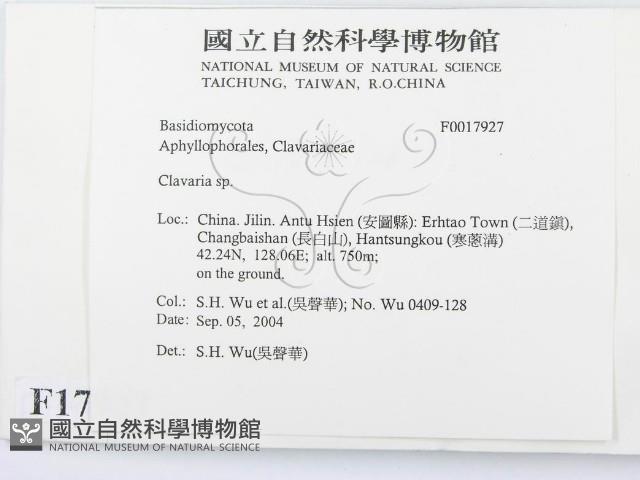 國立自然科學博物館
NATIONAL MUSEUM OF NATURAL SCIENCE
TAICHUNG, TAIWAN, R.O.CHINA
Basidiomycota F0017927
Aphyllophorales, Clavariaceae
Clavaria sp.
Loc.: China. Jilin. Antu Hsien (安圖縣): Erhtao Town (二道鎮),
Changbaishan (長白山), Hantsungkou (寒蔥溝)
42.24N, 128.06E; alt. 750m;
on the ground.
Col.: S.H. Wu et al.(吳聲華); No. Wu 0409-128
Date: Sep. 05, 2004
Det.: S.H. Wu(吳聲華)
F17
國立自然科學博物館
NATIONAL MUSEUM OF NATURAL SCIENCE